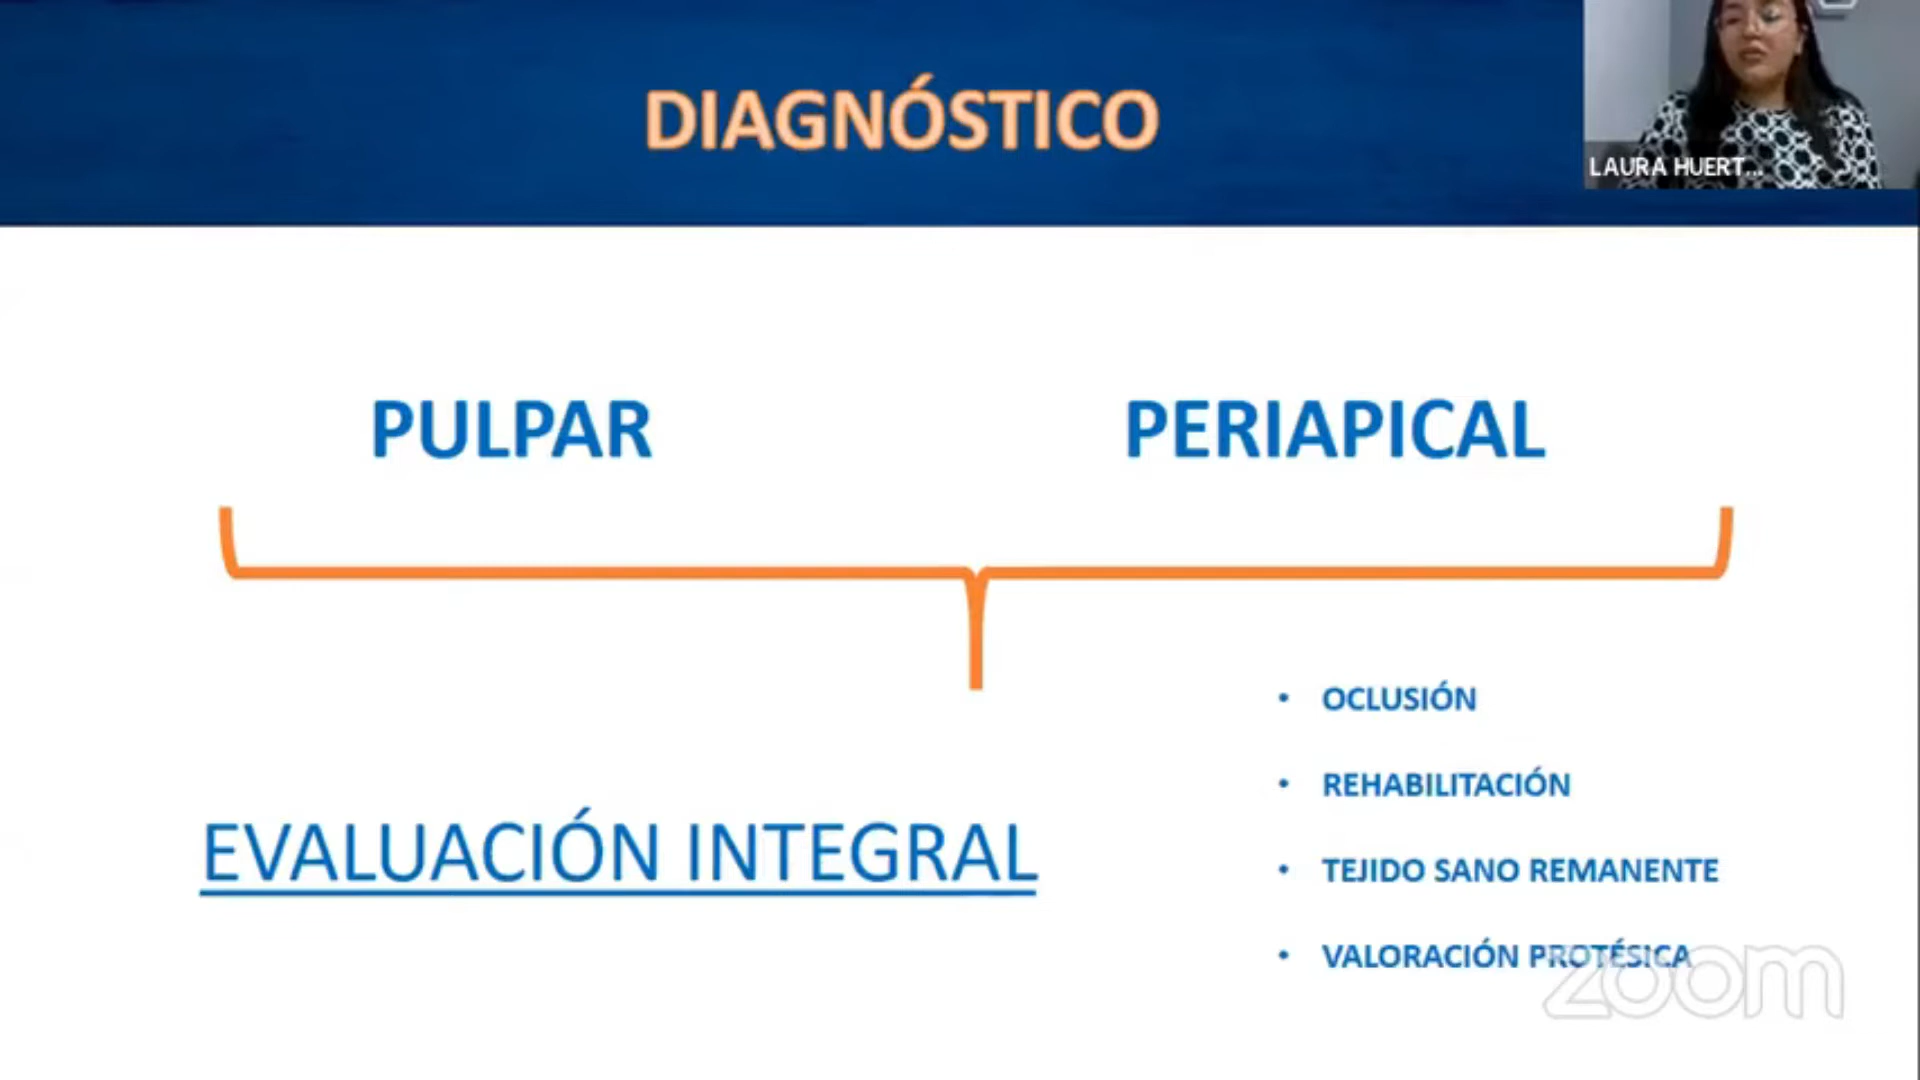 DIAGNÓSTICO
LAURA HUERT...
PULPAR
PERIAPICAL
EVALUACIÓN INTEGRAL
• OCLUSIÓN
• REHABILITACIÓN
• TEJIDO SANO REMANENTE
• VALORACIÓN PROTÉSICA
zoom